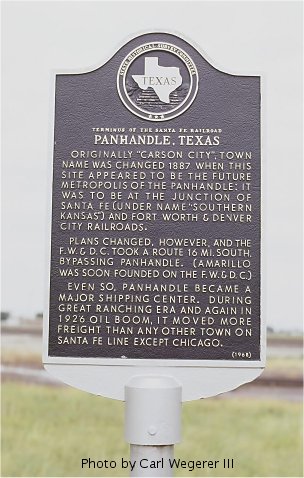 STATE HISTORICAL SURVEY COMMITTEE
TEXAS
TERMINUS OF THE SANTA FE RAILROAD
PANHANDLE, TEXAS
ORIGINALLY "CARSON CITY", TOWN
NAME WAS CHANGED 1887 WHEN THIS
SITE APPEARED TO BE THE FUTURE
METROPOLIS OF THE PANHANDLE: IT
WAS TO BE AT THE JUNCTION OF
SANTA FE (UNDER NAME "SOUTHERN
KANSAS") AND FORT WORTH & DENVER
CITY RAILROADS.
PLANS CHANGED, HOWEVER, AND THE
F.W. & D.C. TOOK A ROUTE 16 MI. SOUTH,
BYPASSING PANHANDLE. (AMARILLO
WAS SOON FOUNDED ON THE F.W. & D.C.)
EVEN SO, PANHANDLE BECAME A
MAJOR SHIPPING CENTER. DURING
GREAT RANCHING ERA AND AGAIN IN
1926 OIL BOOM, IT MOVED MORE
FREIGHT THAN ANY OTHER TOWN ON
SANTA FE LINE EXCEPT CHICAGO.
(1968)
Photo by Carl Wegerer III